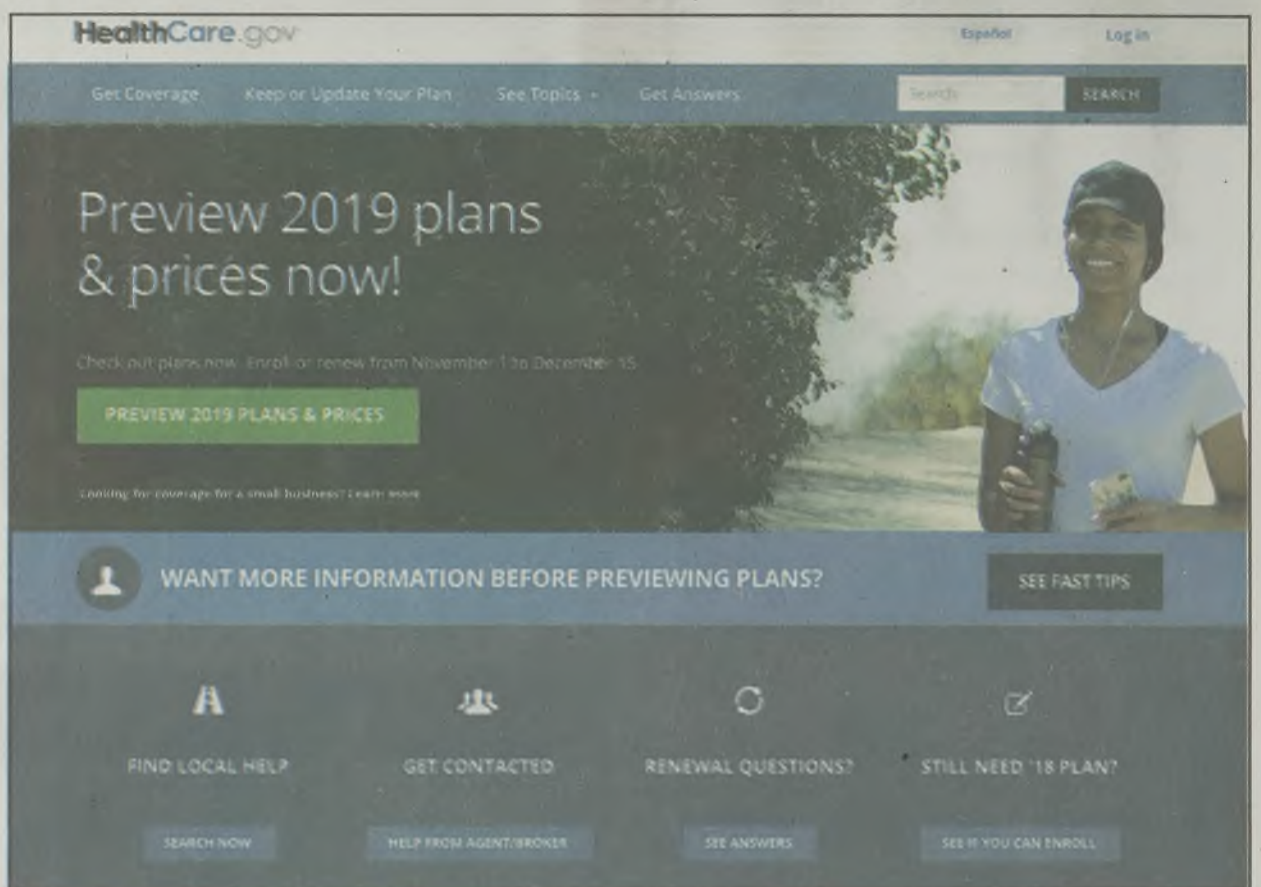 HealthCare.gov
Español
Log in
Get Coverage
Keep or Update Your Plan
See Topics
Get Answers
Search
SEARCH
Preview 2019 plans
& prices now!
Check out plans now. Enroll or renew from November 1 to December 15
PREVIEW 2019 PLANS & PRICES
Looking for coverage for a small business? Learn more
WANT MORE INFORMATION BEFORE PREVIEWING PLANS?
SEE FAST TIPS
FIND LOCAL HELP
GET CONTACTED
RENEWAL QUESTIONS?
STILL NEED '18 PLAN?
SEARCH NOW
HELP FROM AGENT/BROKER
SEE ANSWERS
SEE IF YOU CAN ENROLL